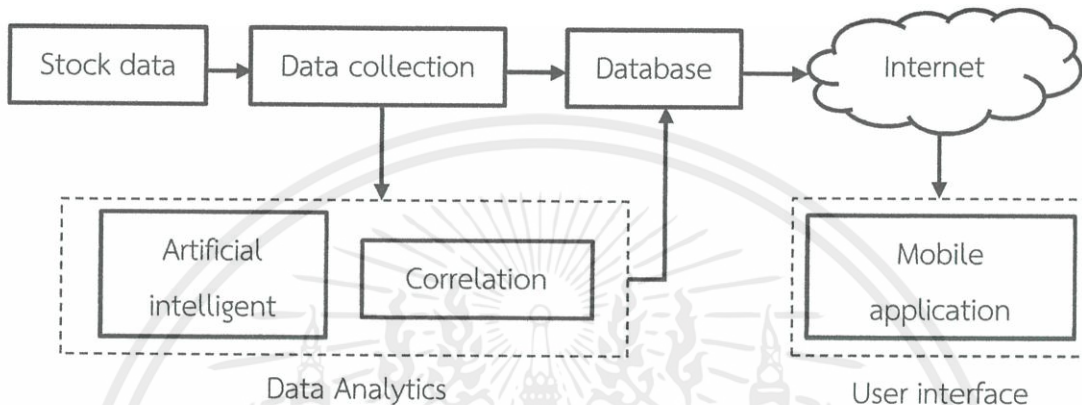 Stock data
Data collection
Database
Internet
Artificial
intelligent
Correlation
Mobile
application
Data Analytics
User interface